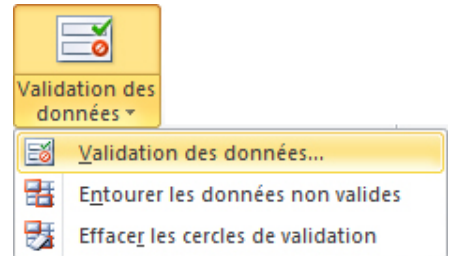 Validation des
données
Validation des données...
Entourer les données non valides
Effacer les cercles de validation